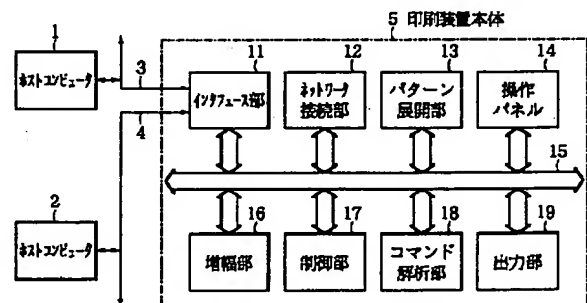 5 印刷装置本体
1
ホストコンピュータ
3
4
2
ホストコンピュータ
11
インタフェース部
12
ネットワーク
接続部
13
パターン
展開部
14
操作
パネル
15
16
増幅部
17
制御部
18
コマンド
解析部
19
出力部